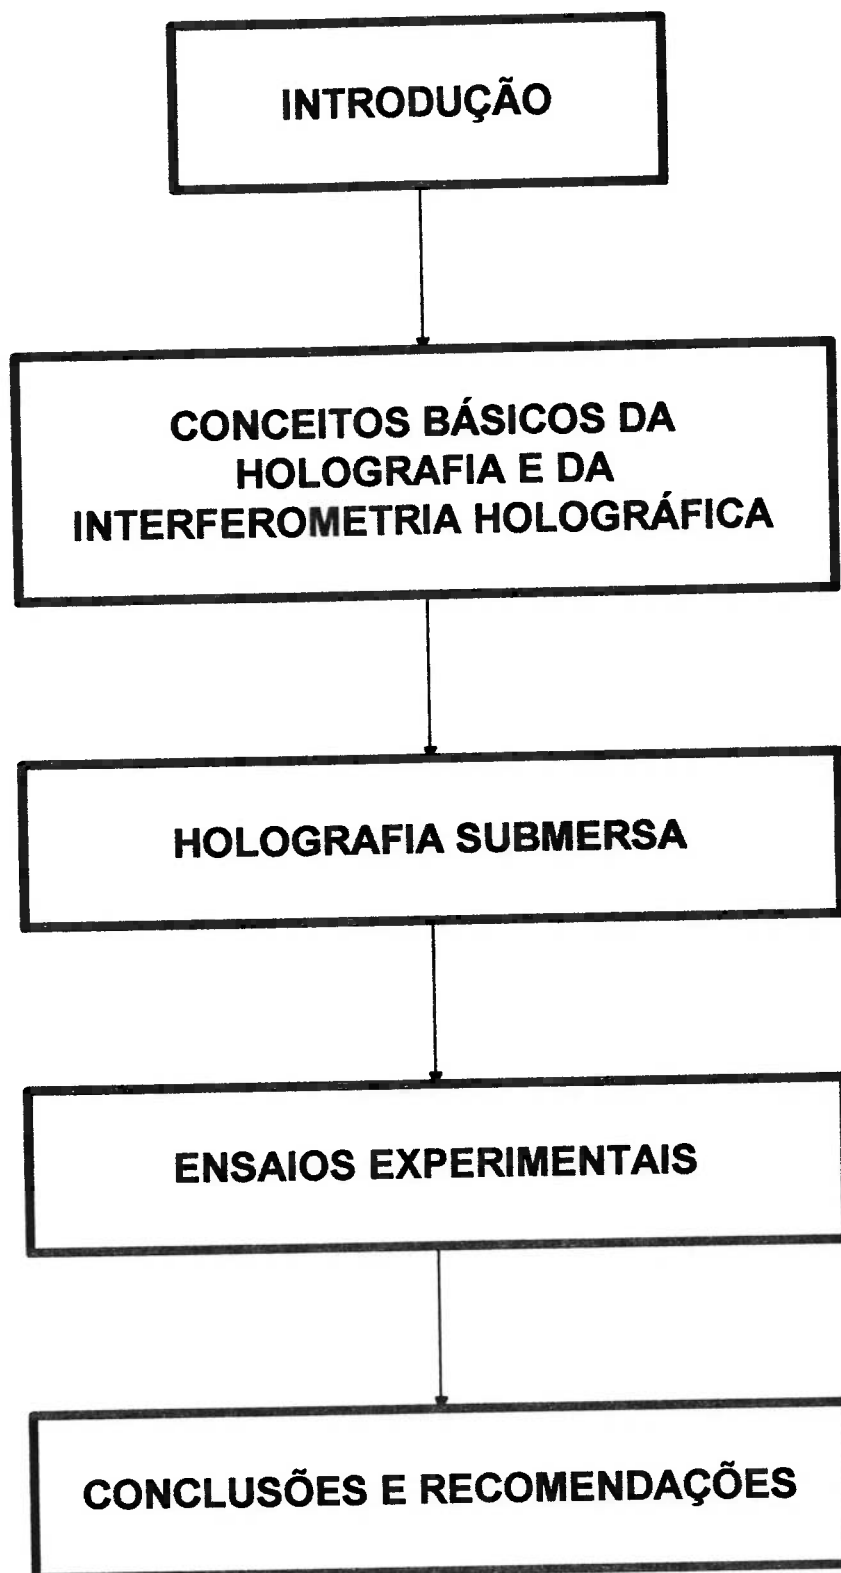 INTRODUÇÃO
CONCEITOS BÁSICOS DA
HOLOGRAFIA E DA
INTERFEROMETRIA HOLOGRÁFICA
HOLOGRAFIA SUBMERSA
ENSAIOS EXPERIMENTAIS
CONCLUSÕES E RECOMENDAÇÕES